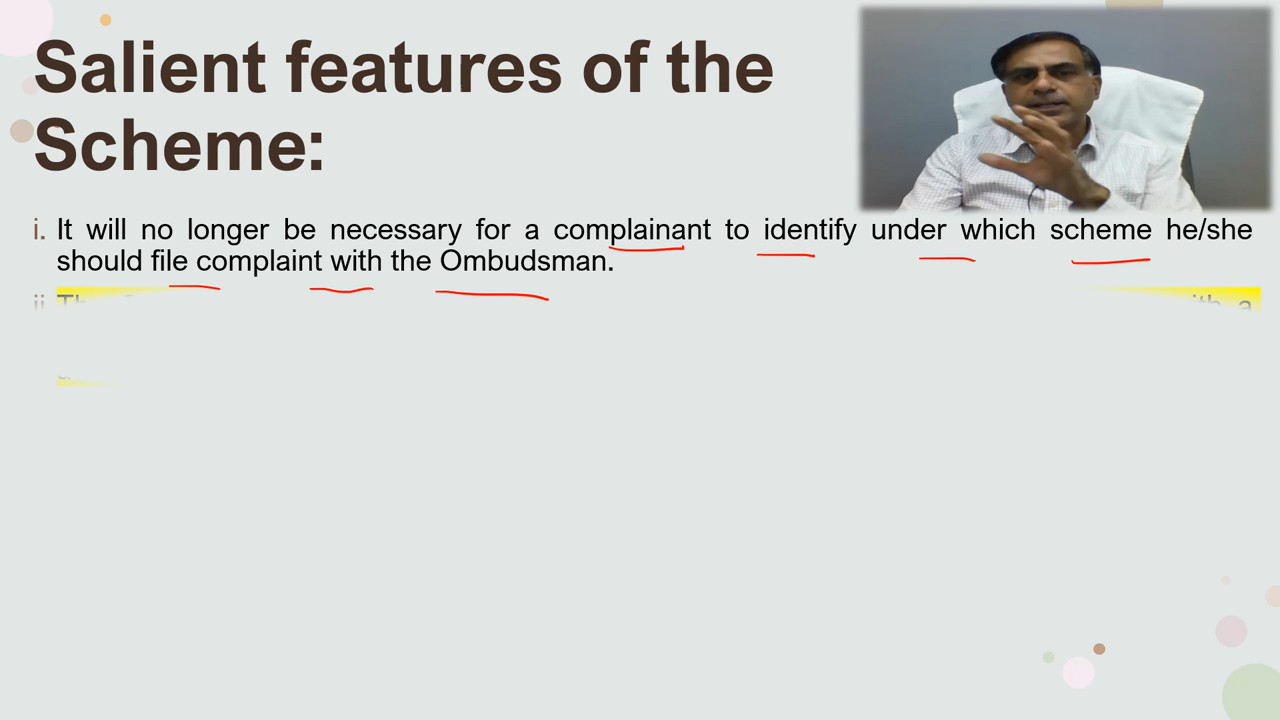 Salient features of the
Scheme:
i. It will no longer be necessary for a complainant to identify under which scheme he/she
should file complaint with the Ombudsman.
ii a